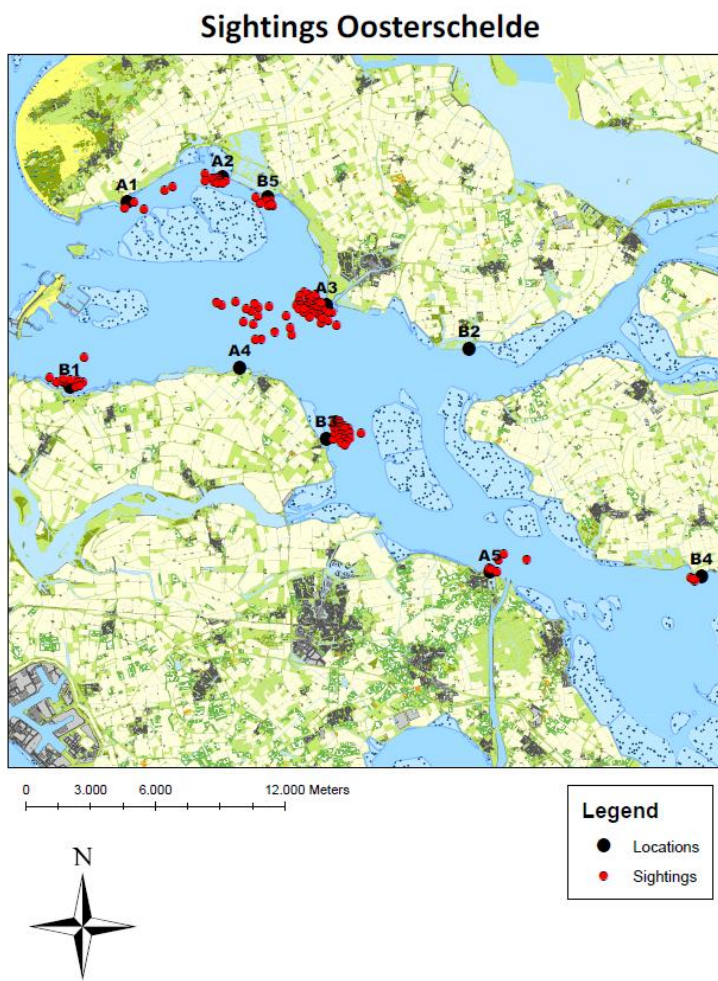 Sightings Oosterschelde
A2
A1
B5
A3
B2
A4
B1
B3
A5
B4
0 3.000 6.000 12.000 Meters
Legend
Locations
Sightings
N